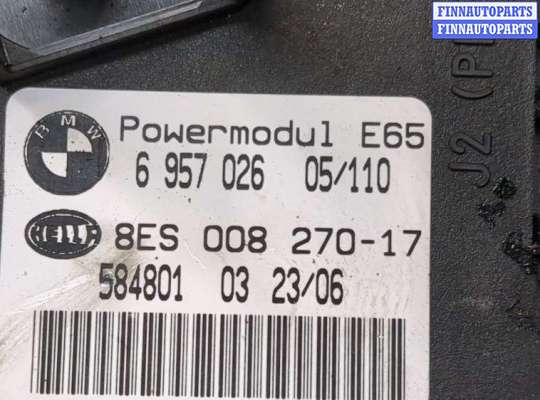 FINNAUTOPARTS
FINNAUTOPARTS
BMW
Powermodul E65
6 957 026 05/110
HELLA
8ES 008 270-17
584801 03 23/06
J2